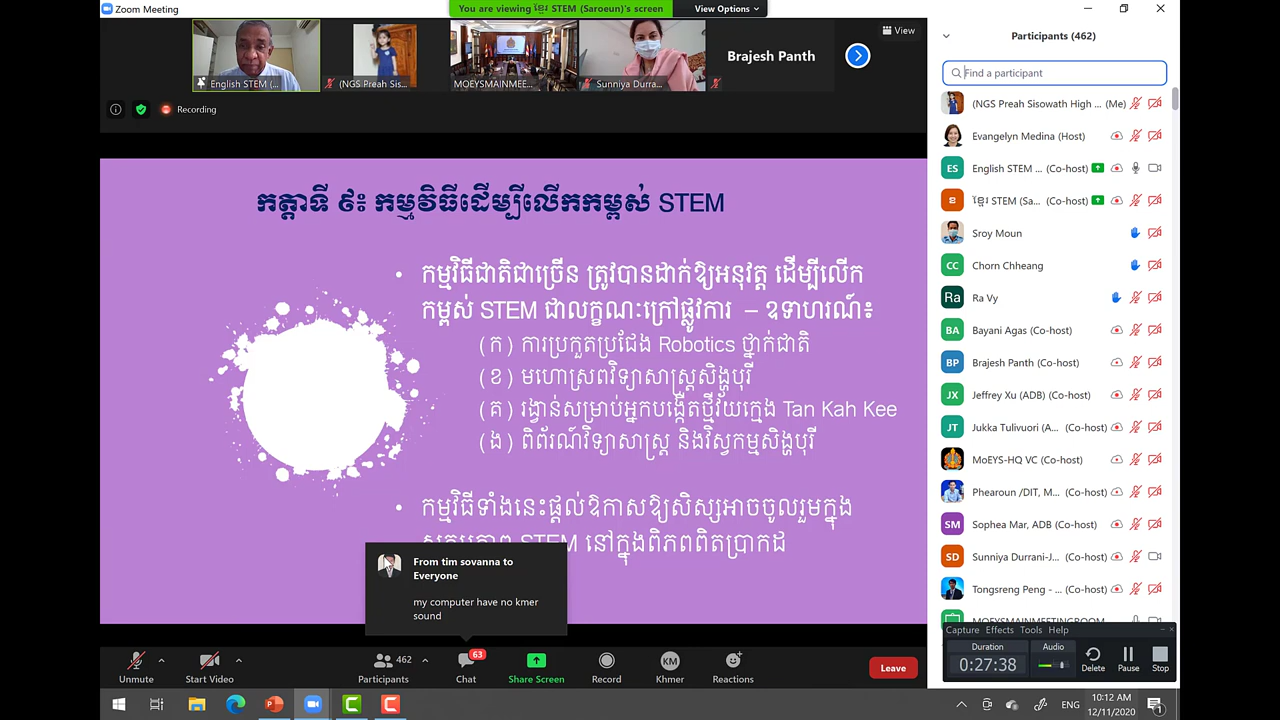 Zoom Meeting
You are viewing ខ្មែរ STEM (Saroeun)'s screen
View Options
English STEM (...
(NGS Preah Sis...
MOEYSMAINMEE...
Sunniya Durra...
Brajesh Panth
View
Recording
កត្តាទី ៩៖ កម្មវិធីដើម្បីលើកកម្ពស់ STEM
• កម្មវិធីជាតិជាច្រើន ត្រូវបានដាក់ឱ្យអនុវត្ត ដើម្បីលើក
កម្ពស់ STEM ជាលក្ខណៈក្រៅផ្លូវការ – ឧទាហរណ៍៖
(ក) ការប្រកួតប្រជែង Robotics ថ្នាក់ជាតិ
(ខ) មហោស្រពវិទ្យាសាស្ត្រសិង្ហបុរី
(គ) រង្វាន់សម្រាប់អ្នកបង្កើតថ្មីវ័យក្មេង Tan Kah Kee
(ង) ពិព័រណ៍វិទ្យាសាស្ត្រ និងវិស្វកម្មសិង្ហបុរី
• កម្មវិធីទាំងនេះផ្តល់ឱកាសឱ្យសិស្សអាចចូលរួមក្នុង
STEM នៅក្នុងពិភពពិតប្រាកដ
From tim sovanna to
Everyone
my computer have no kmer
sound
Unmute
Start Video
462
Participants
63
Chat
Share Screen
Record
KM
Khmer
Reactions
Leave
Participants (462)
Find a participant
(NGS Preah Sisowath High ... (Me)
Evangelyn Medina (Host)
ES English STEM ... (Co-host)
ខ ខ្មែរ STEM (Sa... (Co-host)
Sroy Moun
CC Chorn Chheang
Ra Ra Vy
BA Bayani Agas (Co-host)
BP Brajesh Panth (Co-host)
JX Jeffrey Xu (ADB) (Co-host)
JT Jukka Tulivuori (A... (Co-host)
MoEYS-HQ VC (Co-host)
Phearoun /DIT, M... (Co-host)
SM Sophea Mar, ADB (Co-host)
SD Sunniya Durrani-J... (Co-host)
Tongsreng Peng - ... (Co-host)
MOEYSMAINMEETINGROOM
Capture Effects Tools Help
Duration
0:27:38
Audio
Delete
Pause
Stop
ENG
10:12 AM
12/11/2020
1